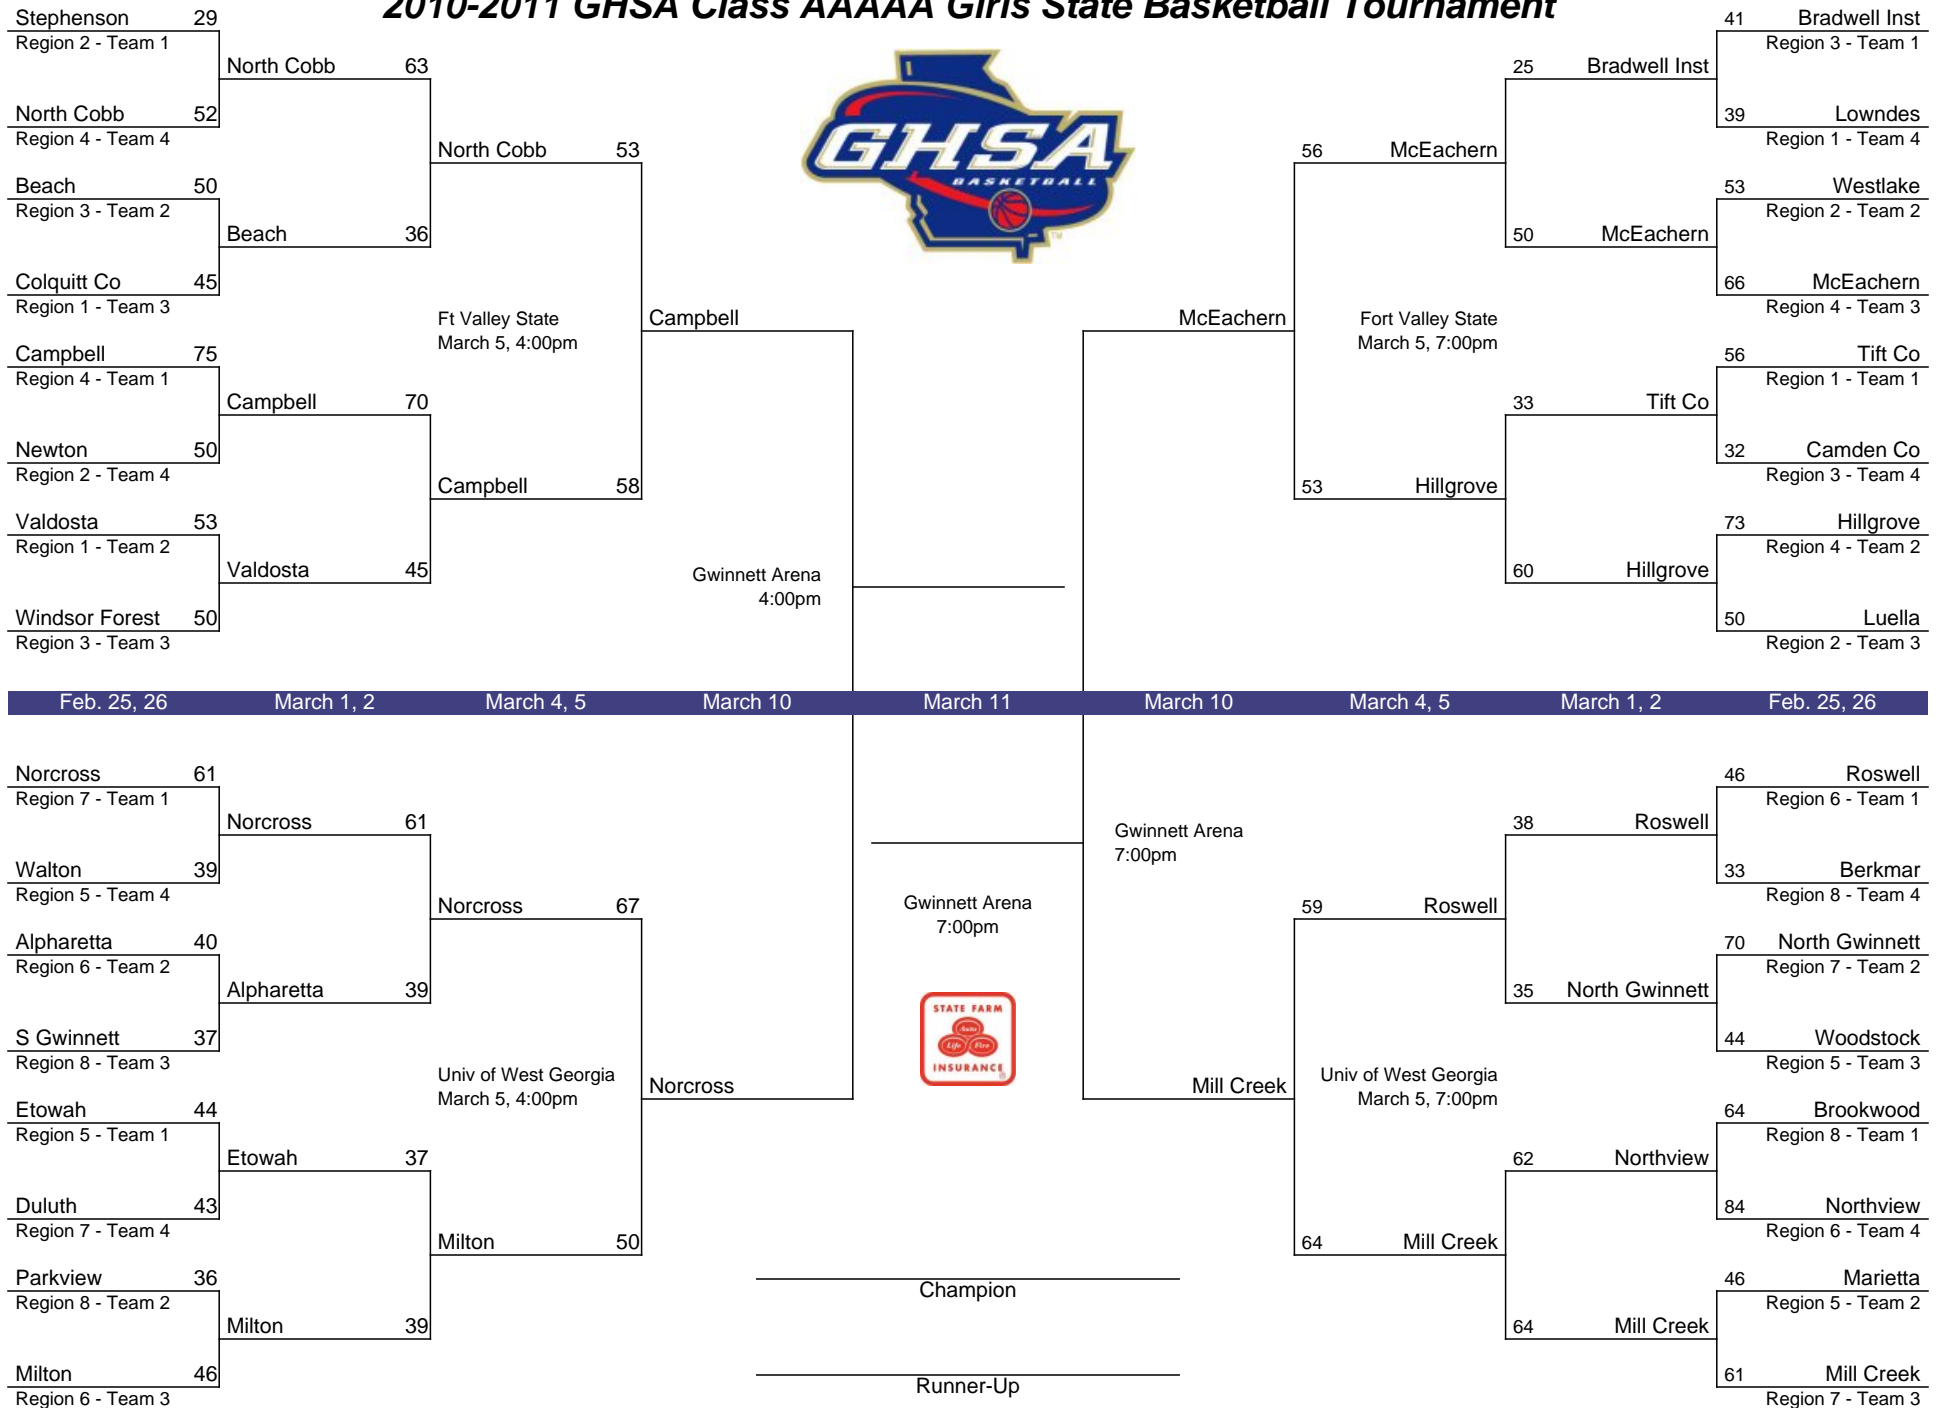 2010-2011 GHSA Class AAAAA Girls State Basketball Tournament
Stephenson 29
Region 2 - Team 1
North Cobb 63
North Cobb 52
Region 4 - Team 4
North Cobb 53
Beach 50
Region 3 - Team 2
Beach 36
Colquitt Co 45
Region 1 - Team 3
Ft Valley State
March 5, 4:00pm
Campbell
Campbell 75
Region 4 - Team 1
Campbell 70
Newton 50
Region 2 - Team 4
Campbell 58
Valdosta 53
Region 1 - Team 2
Valdosta 45
Windsor Forest 50
Region 3 - Team 3
Gwinnett Arena
4:00pm
GHSA
BASKETBALL
TM
41 Bradwell Inst
Region 3 - Team 1
25 Bradwell Inst
39 Lowndes
Region 1 - Team 4
56 McEachern
53 Westlake
Region 2 - Team 2
50 McEachern
66 McEachern
Region 4 - Team 3
McEachern
Fort Valley State
March 5, 7:00pm
56 Tift Co
Region 1 - Team 1
33 Tift Co
32 Camden Co
Region 3 - Team 4
53 Hillgrove
73 Hillgrove
Region 4 - Team 2
60 Hillgrove
50 Luella
Region 2 - Team 3
Feb. 25, 26 March 1, 2 March 4, 5 March 10 March 11 March 10 March 4, 5 March 1, 2 Feb. 25, 26
Norcross 61
Region 7 - Team 1
Norcross 61
Walton 39
Region 5 - Team 4
Norcross 67
Alpharetta 40
Region 6 - Team 2
Alpharetta 39
S Gwinnett 37
Region 8 - Team 3
Univ of West Georgia
March 5, 4:00pm
Norcross
Etowah 44
Region 5 - Team 1
Etowah 37
Duluth 43
Region 7 - Team 4
Milton 50
Parkview 36
Region 8 - Team 2
Milton 39
Milton 46
Region 6 - Team 3
Gwinnett Arena
7:00pm
Gwinnett Arena
7:00pm
STATE FARM
Auto
Life Fire
INSURANCE
®
Champion
Runner-Up
46 Roswell
Region 6 - Team 1
38 Roswell
33 Berkmar
Region 8 - Team 4
59 Roswell
70 North Gwinnett
Region 7 - Team 2
35 North Gwinnett
44 Woodstock
Region 5 - Team 3
Mill Creek
Univ of West Georgia
March 5, 7:00pm
64 Brookwood
Region 8 - Team 1
62 Northview
84 Northview
Region 6 - Team 4
64 Mill Creek
46 Marietta
Region 5 - Team 2
64 Mill Creek
61 Mill Creek
Region 7 - Team 3